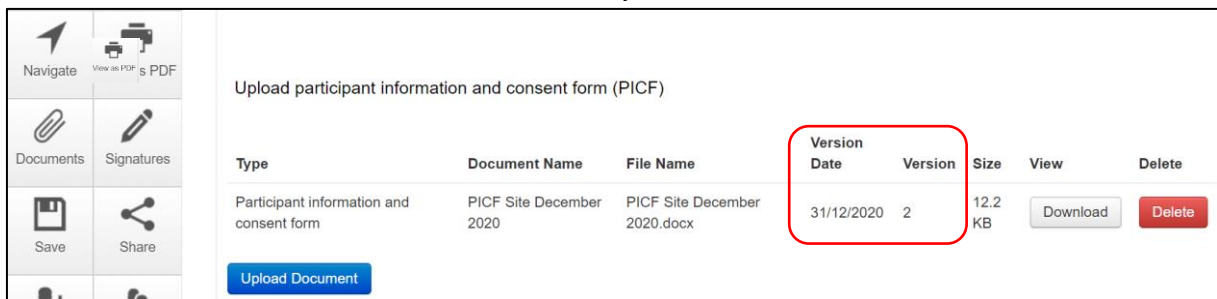 Navigate
View as PDF
s PDF
Documents
Signatures
Save
Share
Upload participant information and consent form (PICF)
Type Document Name File Name Version Date Version Size View Delete
Participant information and consent form PICF Site December 2020 PICF Site December 2020.docx 31/12/2020 2 12.2 KB Download Delete
Upload Document